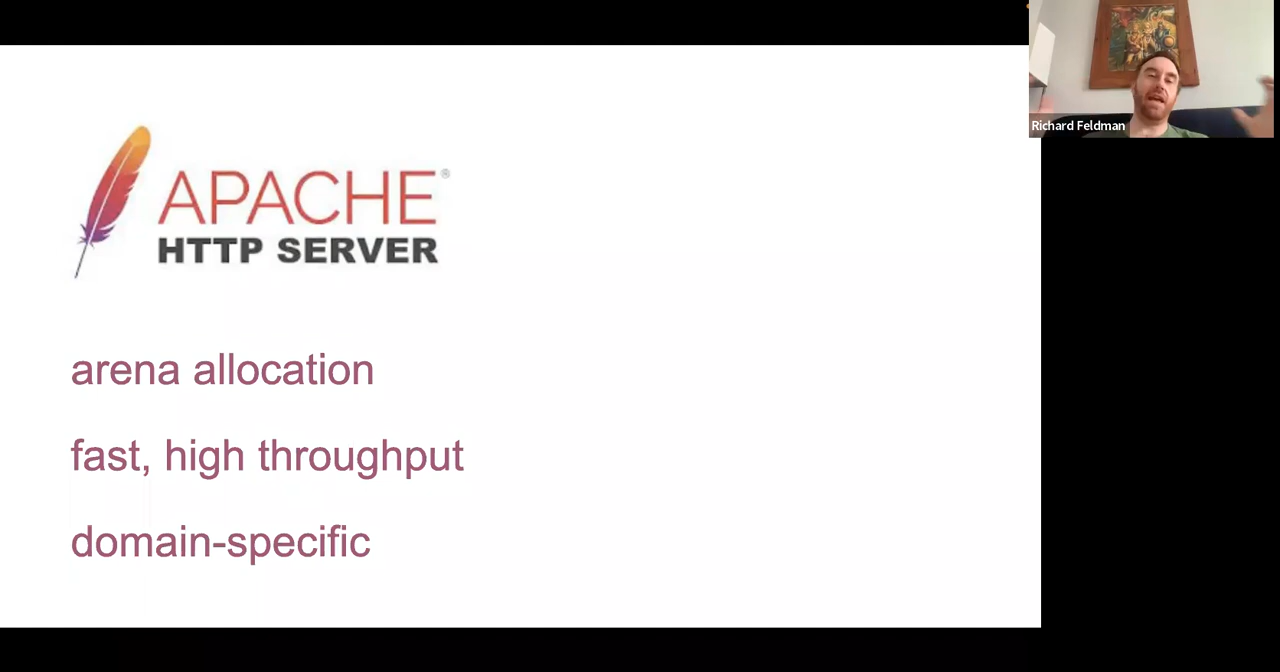 APACHE®
HTTP SERVER
arena allocation
fast, high throughput
domain-specific
Richard Feldman